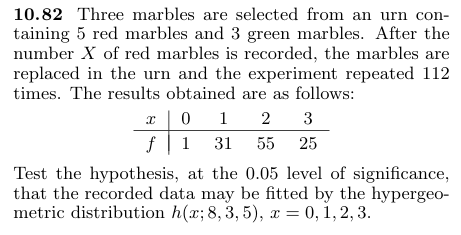 10.82 Three marbles are selected from an urn con-
taining 5 red marbles and 3 green marbles. After the
number X of red marbles is recorded, the marbles are
replaced in the urn and the experiment repeated 112
times. The results obtained are as follows:
x | 0 1 2 3
f | 1 31 55 25
Test the hypothesis, at the 0.05 level of significance,
that the recorded data may be fitted by the hypergeo-
metric distribution h(x; 8, 3, 5), x = 0, 1, 2, 3.